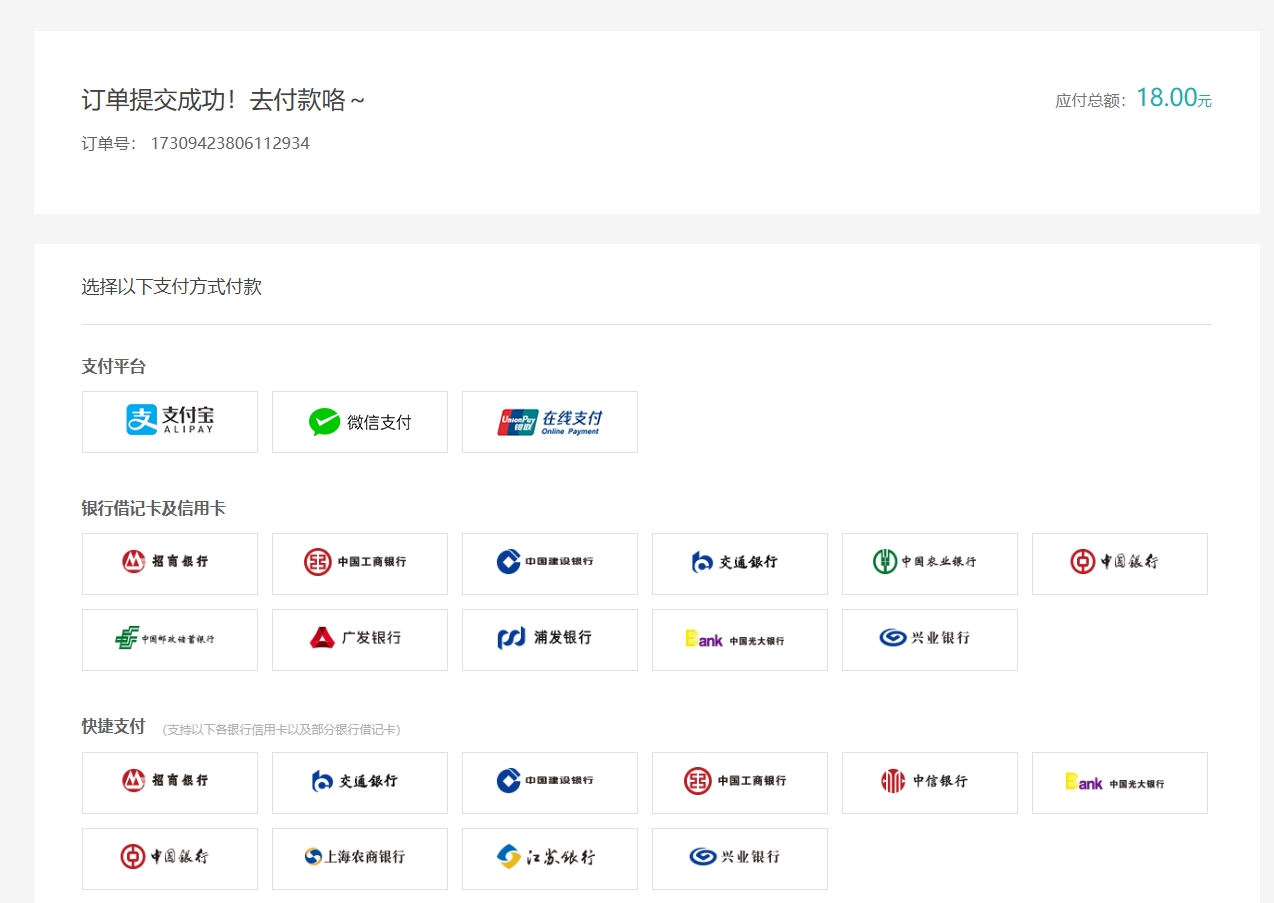 订单提交成功！去付款咯～
应付总额：18.00元
订单号： 17309423806112934
选择以下支付方式付款
支付平台
支 支付宝 ALIPAY
微信支付
UnionPay 银联 在线支付 Online Payment
银行借记卡及信用卡
招商银行
中国工商银行
中国建设银行
交通银行
中国农业银行
中国银行
中国邮政储蓄银行
广发银行
浦发银行
Bank 中国光大银行
兴业银行
快捷支付 (支持以下各银行信用卡以及部分银行借记卡)
招商银行
交通银行
中国建设银行
中国工商银行
中信银行
Bank 中国光大银行
中国银行
上海农商银行
江苏银行
兴业银行